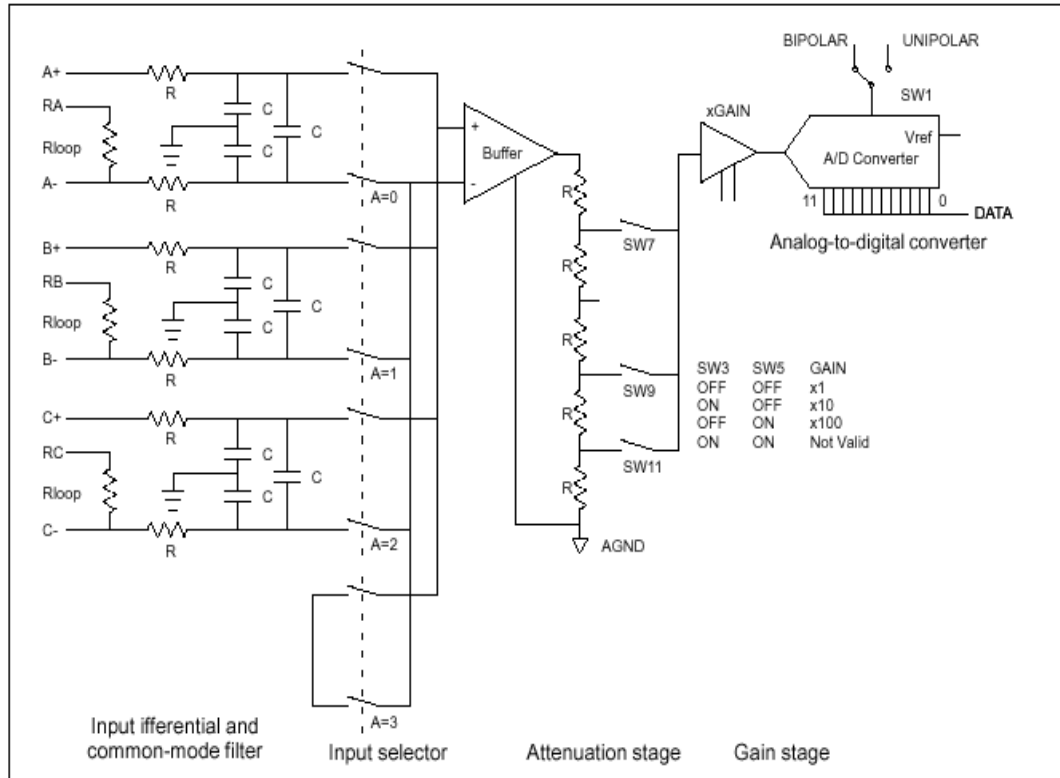 BIPOLAR UNIPOLAR
SW1
A+
R
C
RA
C
Rloop
C
A-
R
A=0
+
Buffer
-
xGAIN
Vref
A/D Converter
11 0
DATA
Analog-to-digital converter
B+
R
C
RB
C
Rloop
C
B-
R
A=1
R
SW7
R
R
SW9
R
SW11
R
AGND
SW3 SW5 GAIN
OFF OFF x1
ON OFF x10
OFF ON x100
ON ON Not Valid
C+
R
C
RC
C
Rloop
C
C-
R
A=2
A=3
Input ifferential and
common-mode filter
Input selector
Attenuation stage
Gain stage